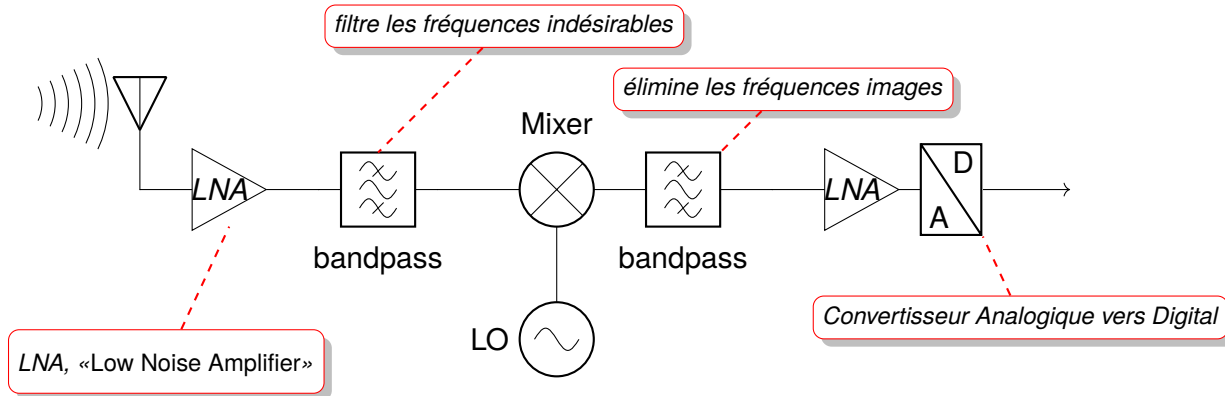 filtre les fréquences indésirables
élimine les fréquences images
Mixer
LNA
LNA
D
A
bandpass
bandpass
LO
Convertisseur Analogique vers Digital
LNA, «Low Noise Amplifier»